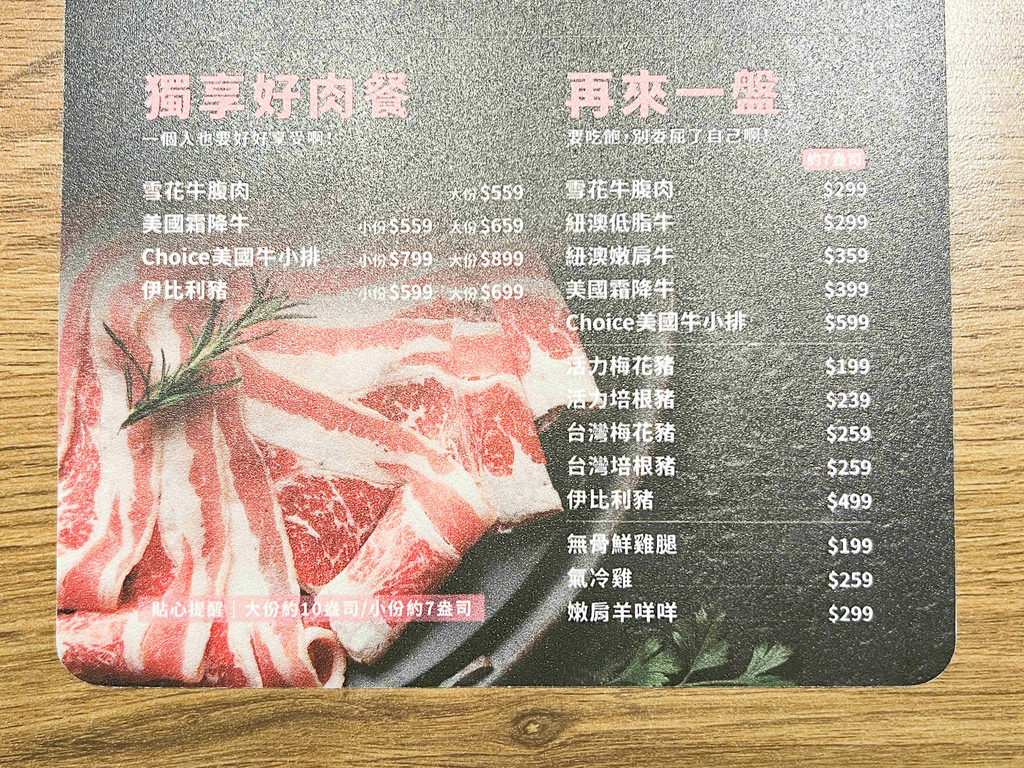 獨享好肉餐
一個人也要好好享受啊!
雪花牛腹肉 大份$559
美國霜降牛 小份$559 大份$659
Choice美國牛小排 小份$799 大份$899
伊比利豬 小份$599 大份$699
貼心提醒|大份約10盎司/小份約7盎司
再來一盤
要吃飽,別委屈了自己啊!
約7盎司
雪花牛腹肉 $299
紐澳低脂牛 $299
紐澳嫩肩牛 $359
美國霜降牛 $399
Choice美國牛小排 $599
活力梅花豬 $199
活力培根豬 $239
台灣梅花豬 $259
台灣培根豬 $259
伊比利豬 $499
無骨鮮雞腿 $199
氣冷雞 $259
嫩肩羊咩咩 $299